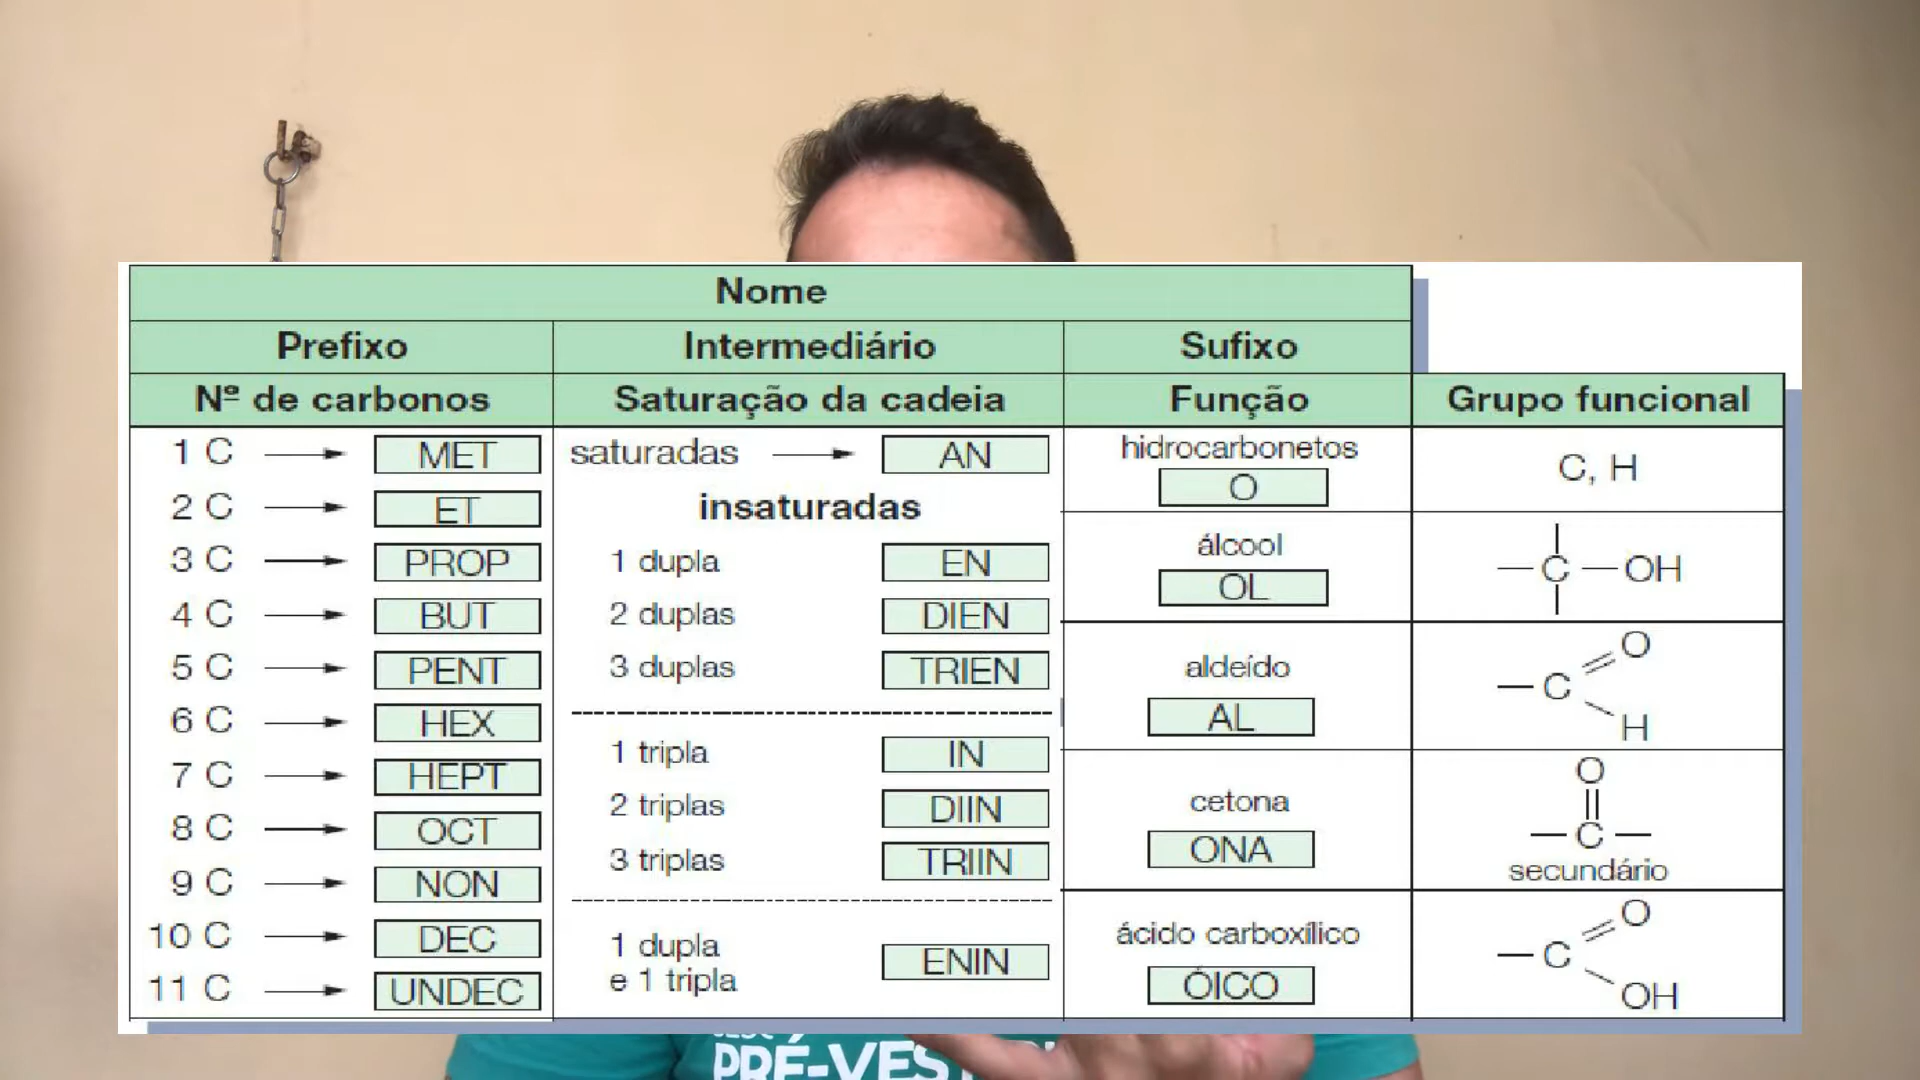 Nome
Prefixo Intermediário Sufixo
Nº de carbonos Saturação da cadeia Função Grupo funcional
1 C MET
2 C ET
3 C PROP
4 C BUT
5 C PENT
6 C HEX
7 C HEPT
8 C OCT
9 C NON
10 C DEC
11 C UNDEC
saturadas AN
insaturadas
1 dupla EN
2 duplas DIEN
3 duplas TRIEN
1 tripla IN
2 triplas DIIN
3 triplas TRIIN
1 dupla
e 1 tripla ENIN
hidrocarbonetos
O
C, H
álcool
OL
C OH
aldeído
AL
O
C
H
cetona
ONA
O
C
secundário
ácido carboxílico
ÓICO
O
C
OH